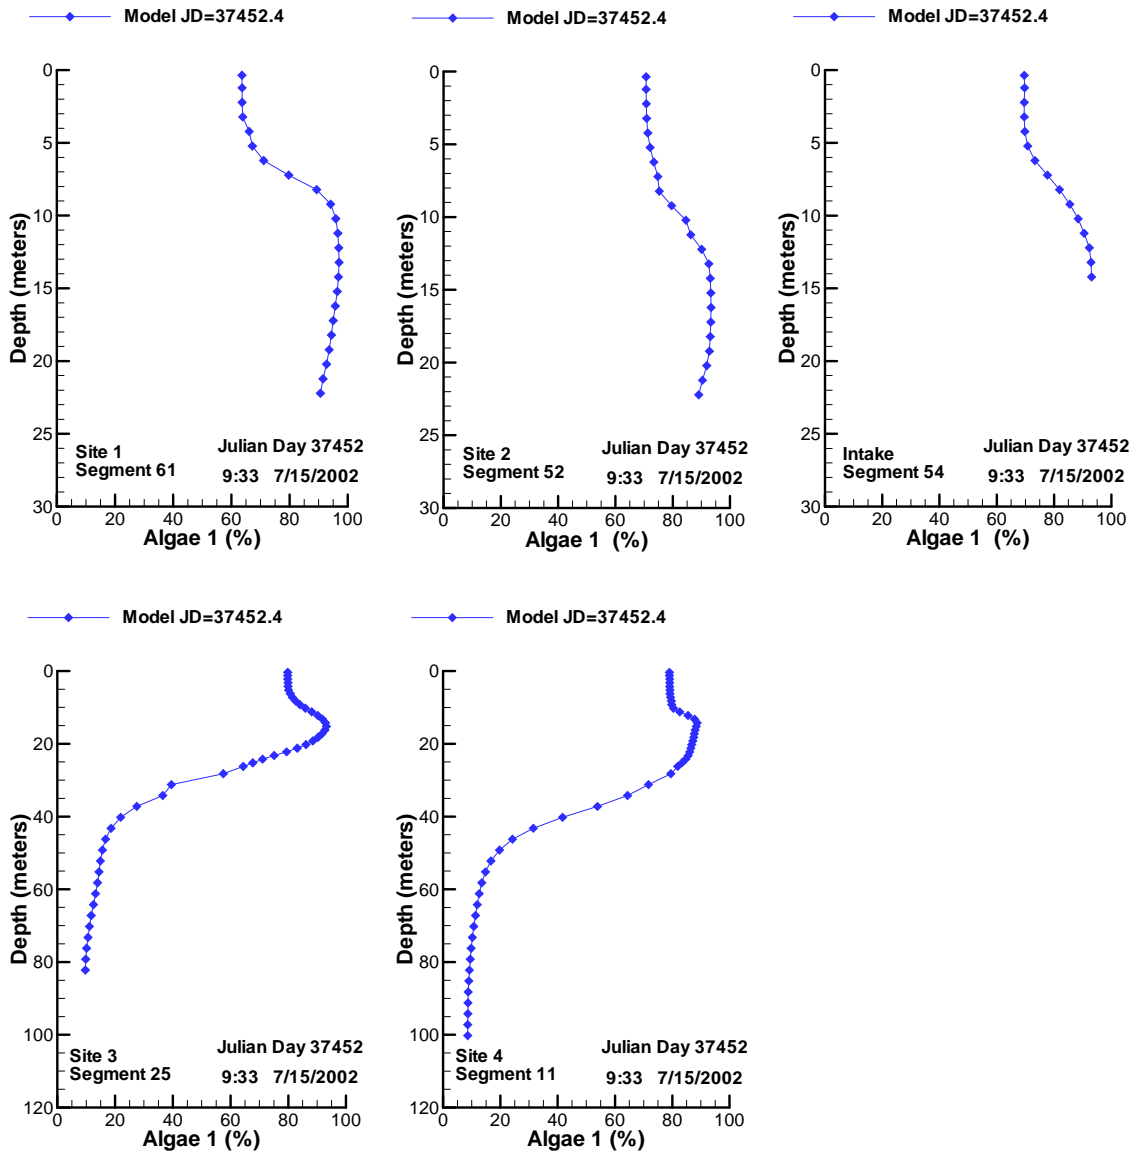 Model JD=37452.4
0
5
10
15
20
25
30
Depth (meters)
Site 1
Segment 61
Julian Day 37452
9:33 7/15/2002
0 20 40 60 80 100
Algae 1 (%)
Model JD=37452.4
0
5
10
15
20
25
30
Depth (meters)
Site 2
Segment 52
Julian Day 37452
9:33 7/15/2002
0 20 40 60 80 100
Algae 1 (%)
Model JD=37452.4
0
5
10
15
20
25
30
Depth (meters)
Intake
Segment 54
Julian Day 37452
9:33 7/15/2002
0 20 40 60 80 100
Algae 1 (%)
Model JD=37452.4
0
20
40
60
80
100
120
Depth (meters)
Site 3
Segment 25
Julian Day 37452
9:33 7/15/2002
0 20 40 60 80 100
Algae 1 (%)
Model JD=37452.4
0
20
40
60
80
100
120
Depth (meters)
Site 4
Segment 11
Julian Day 37452
9:33 7/15/2002
0 20 40 60 80 100
Algae 1 (%)